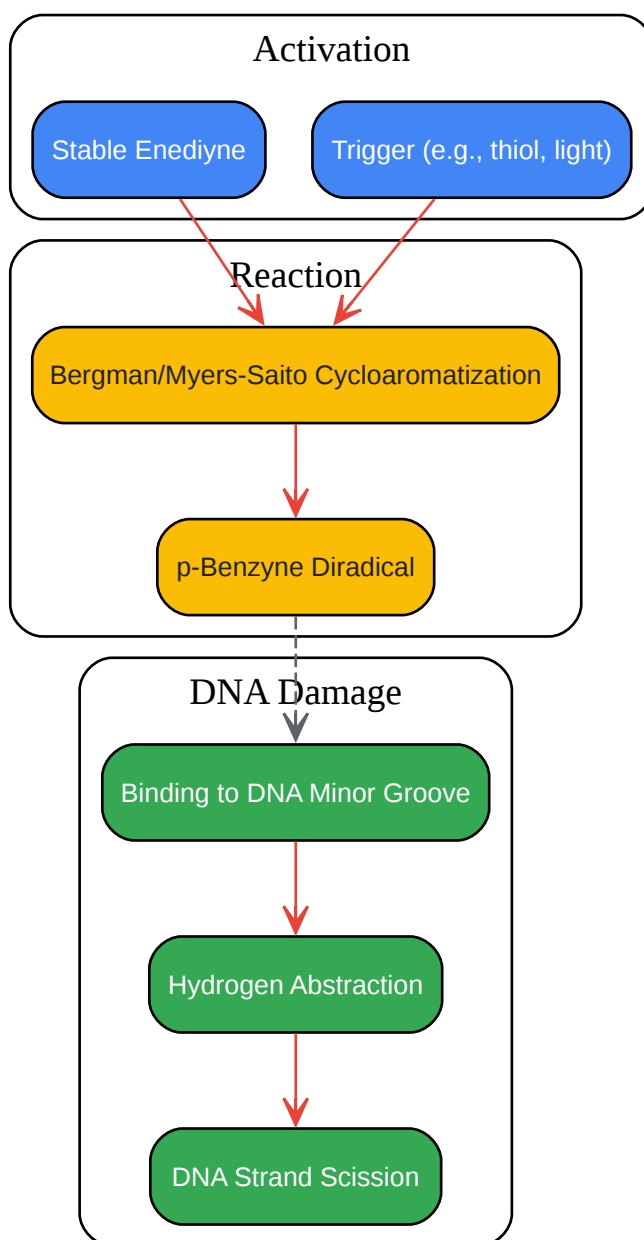 Activation
Stable Enediyne
Trigger (e.g., thiol, light)
Reaction
Bergman/Myers-Saito Cycloaromatization
p-Benzyne Diradical
DNA Damage
Binding to DNA Minor Groove
Hydrogen Abstraction
DNA Strand Scission